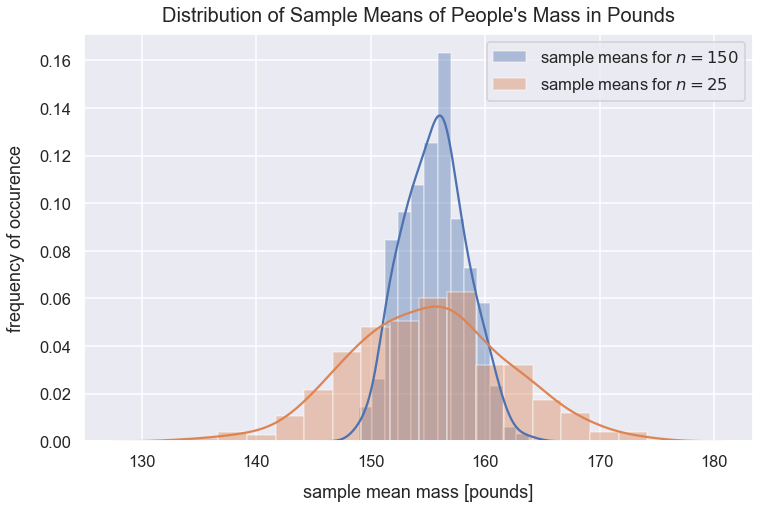 Distribution of Sample Means of People's Mass in Pounds
sample means for n = 150
sample means for n = 25
frequency of occurence
0.16
0.14
0.12
0.10
0.08
0.06
0.04
0.02
0.00
130 140 150 160 170 180
sample mean mass [pounds]